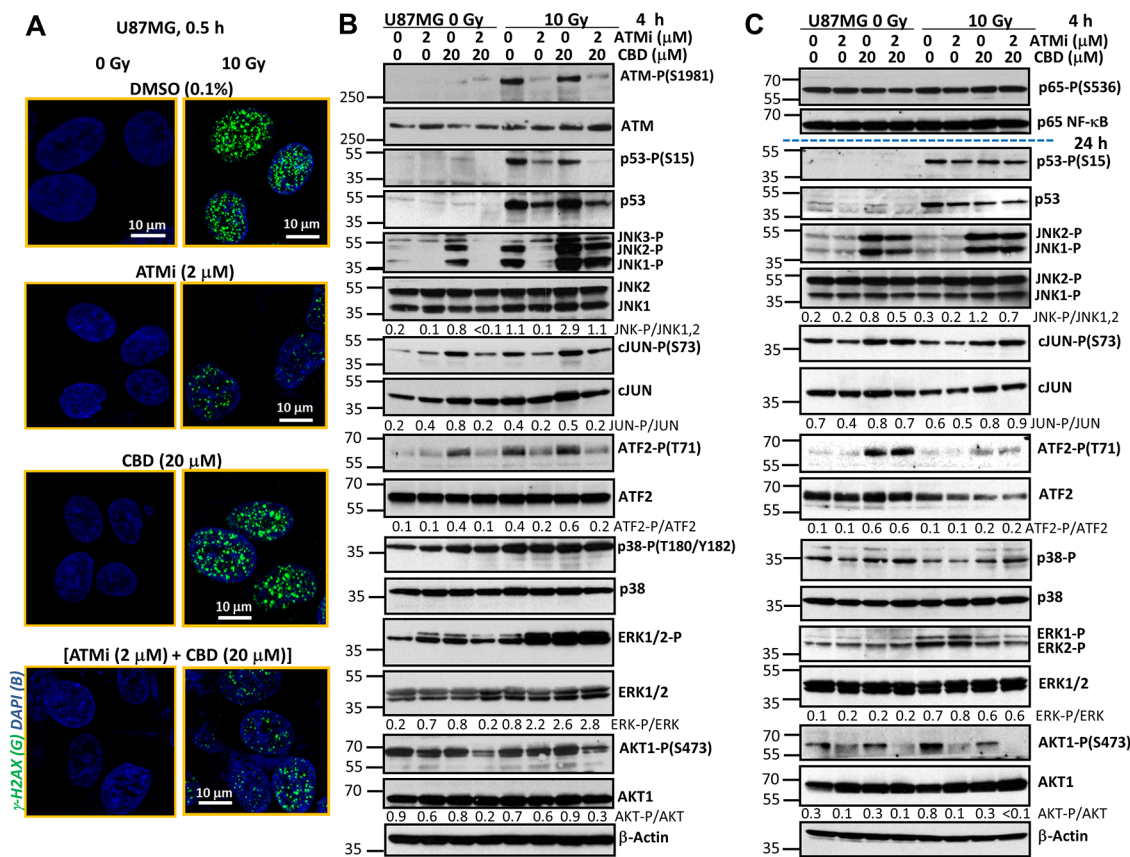 A
U87MG, 0.5 h
0 Gy 10 Gy
DMSO (0.1%)
10 µm 10 µm
ATMi (2 µM)
10 µm
CBD (20 µM)
10 µm
[ATMi (2 µM) + CBD (20 µM)]
10 µm
γ-H2AX (G) DAPI (B)
B
U87MG 0 Gy 10 Gy 4 h
0 2 0 2 0 2 0 2 ATMi (µM)
0 0 20 20 0 0 20 20 CBD (µM)
250 ATM-P(S1981)
250 ATM
55 35 p53-P(S15)
55 35 p53
55 35 JNK3-P
JNK2-P
JNK1-P
55 35 JNK2
JNK1
0.2 0.1 0.8 <0.1 1.1 0.1 2.9 1.1 JNK-P/JNK1,2
55 35 cJUN-P(S73)
55 35 cJUN
0.2 0.4 0.8 0.2 0.4 0.2 0.5 0.2 JUN-P/JUN
70 55 ATF2-P(T71)
70 55 ATF2
0.1 0.1 0.4 0.1 0.4 0.2 0.6 0.2 ATF2-P/ATF2
35 p38-P(T180/Y182)
35 p38
35 ERK1/2-P
35 ERK1/2
0.2 0.7 0.8 0.2 0.8 2.2 2.6 2.8 ERK-P/ERK
70 55 AKT1-P(S473)
70 55 AKT1
0.9 0.6 0.8 0.2 0.7 0.6 0.9 0.3 AKT-P/AKT
35 β-Actin
C
U87MG 0 Gy 10 Gy 4 h
0 2 0 2 0 2 0 2 ATMi (µM)
0 0 20 20 0 0 20 20 CBD (µM)
70 55 p65-P(S536)
70 55 p65 NF-κB
24 h
55 35 p53-P(S15)
55 35 p53
55 35 JNK2-P
JNK1-P
55 35 JNK2-P
JNK1-P
0.2 0.2 0.8 0.5 0.3 0.2 1.2 0.7 JNK-P/JNK1,2
35 cJUN-P(S73)
35 cJUN
0.7 0.4 0.8 0.7 0.6 0.5 0.8 0.9 JUN-P/JUN
70 55 ATF2-P(T71)
70 55 ATF2
0.1 0.1 0.6 0.6 0.1 0.1 0.2 0.2 ATF2-P/ATF2
35 p38-P
35 p38
35 ERK1-P
ERK2-P
35 ERK1/2
0.1 0.2 0.2 0.2 0.7 0.8 0.6 0.6 ERK-P/ERK
70 55 AKT1-P(S473)
70 55 AKT1
0.3 0.1 0.3 0.1 0.8 0.1 0.3 <0.1 AKT-P/AKT
35 β-Actin